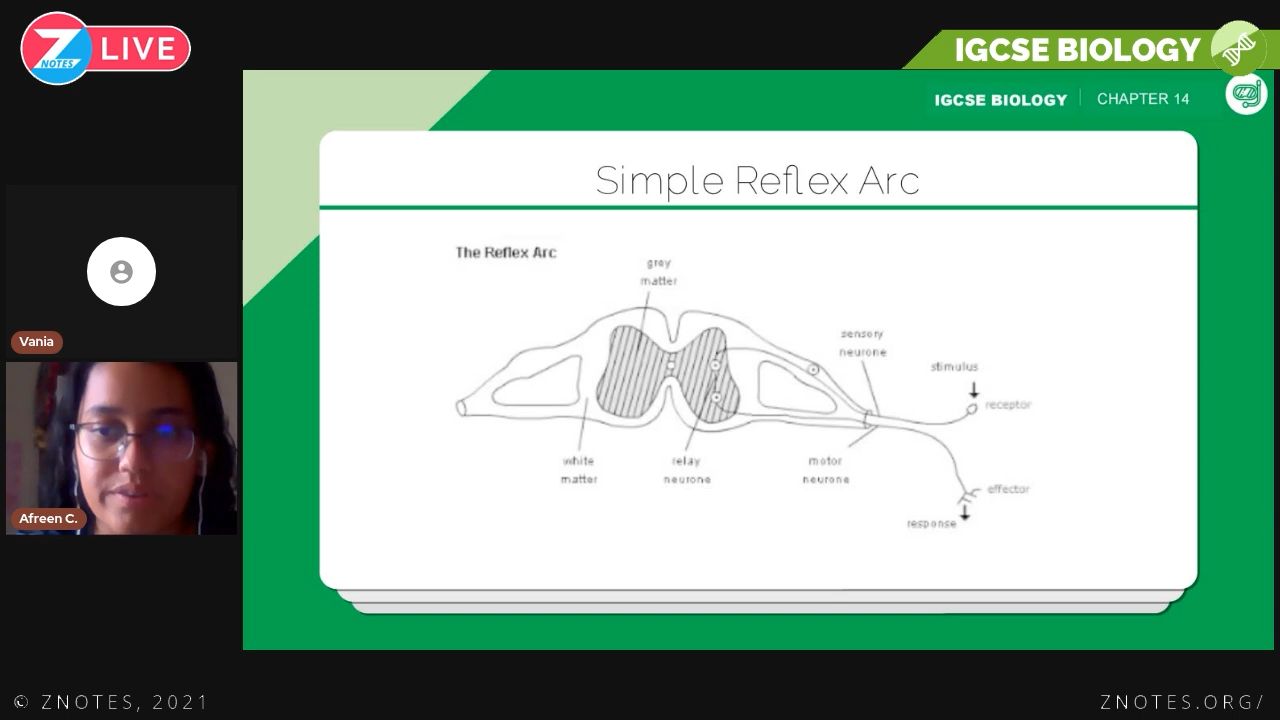 Z
NOTES
LIVE
IGCSE BIOLOGY
IGCSE BIOLOGY
CHAPTER 14
Simple Reflex Arc
The Reflex Arc
grey
matter
sensory
neurone
stimulus
receptor
white
matter
relay
neurone
motor
neurone
effector
response
Vania
Afreen C.
© ZNOTES, 2021
ZNOTES.ORG/